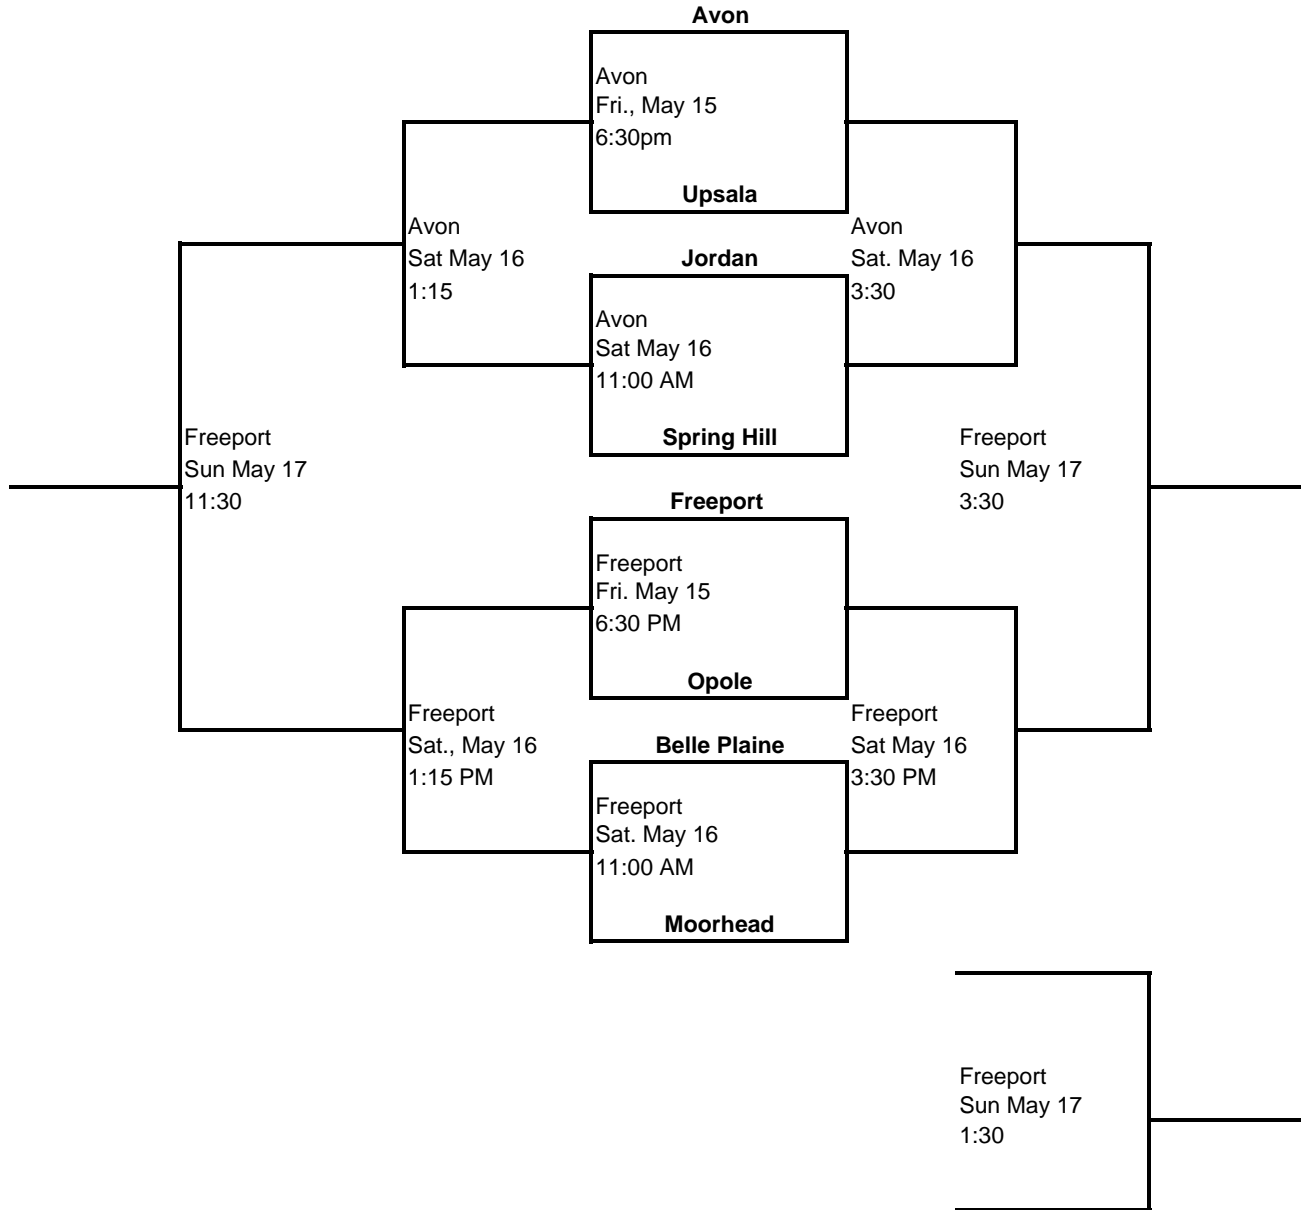 Avon
Avon
Fri., May 15
6:30pm
Upsala
Avon
Sat May 16
1:15
Avon
Sat. May 16
3:30
Jordan
Avon
Sat May 16
11:00 AM
Spring Hill
Freeport
Sun May 17
11:30
Freeport
Sun May 17
3:30
Freeport
Freeport
Fri. May 15
6:30 PM
Opole
Freeport
Sat., May 16
1:15 PM
Freeport
Sat May 16
3:30 PM
Belle Plaine
Freeport
Sat. May 16
11:00 AM
Moorhead
Freeport
Sun May 17
1:30